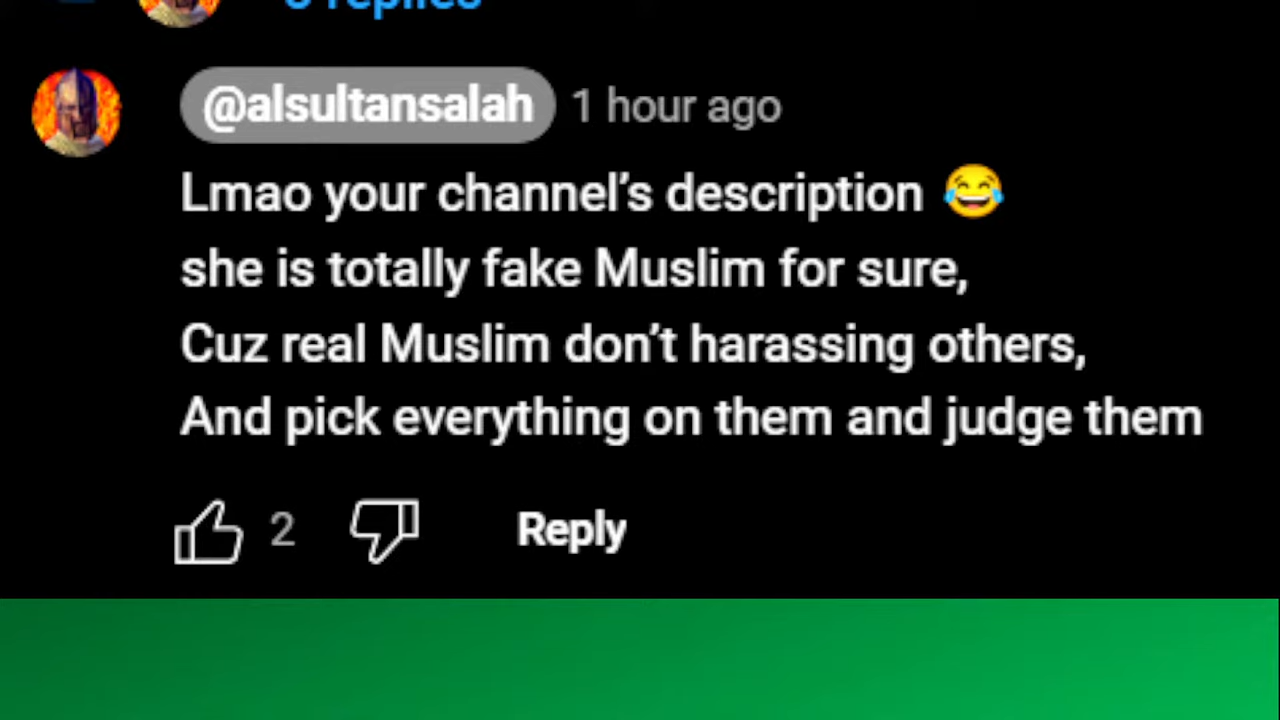 replies
@alsultansalah 1 hour ago
Lmao your channel’s description 😂
she is totally fake Muslim for sure,
Cuz real Muslim don’t harassing others,
And pick everything on them and judge them
2 Reply